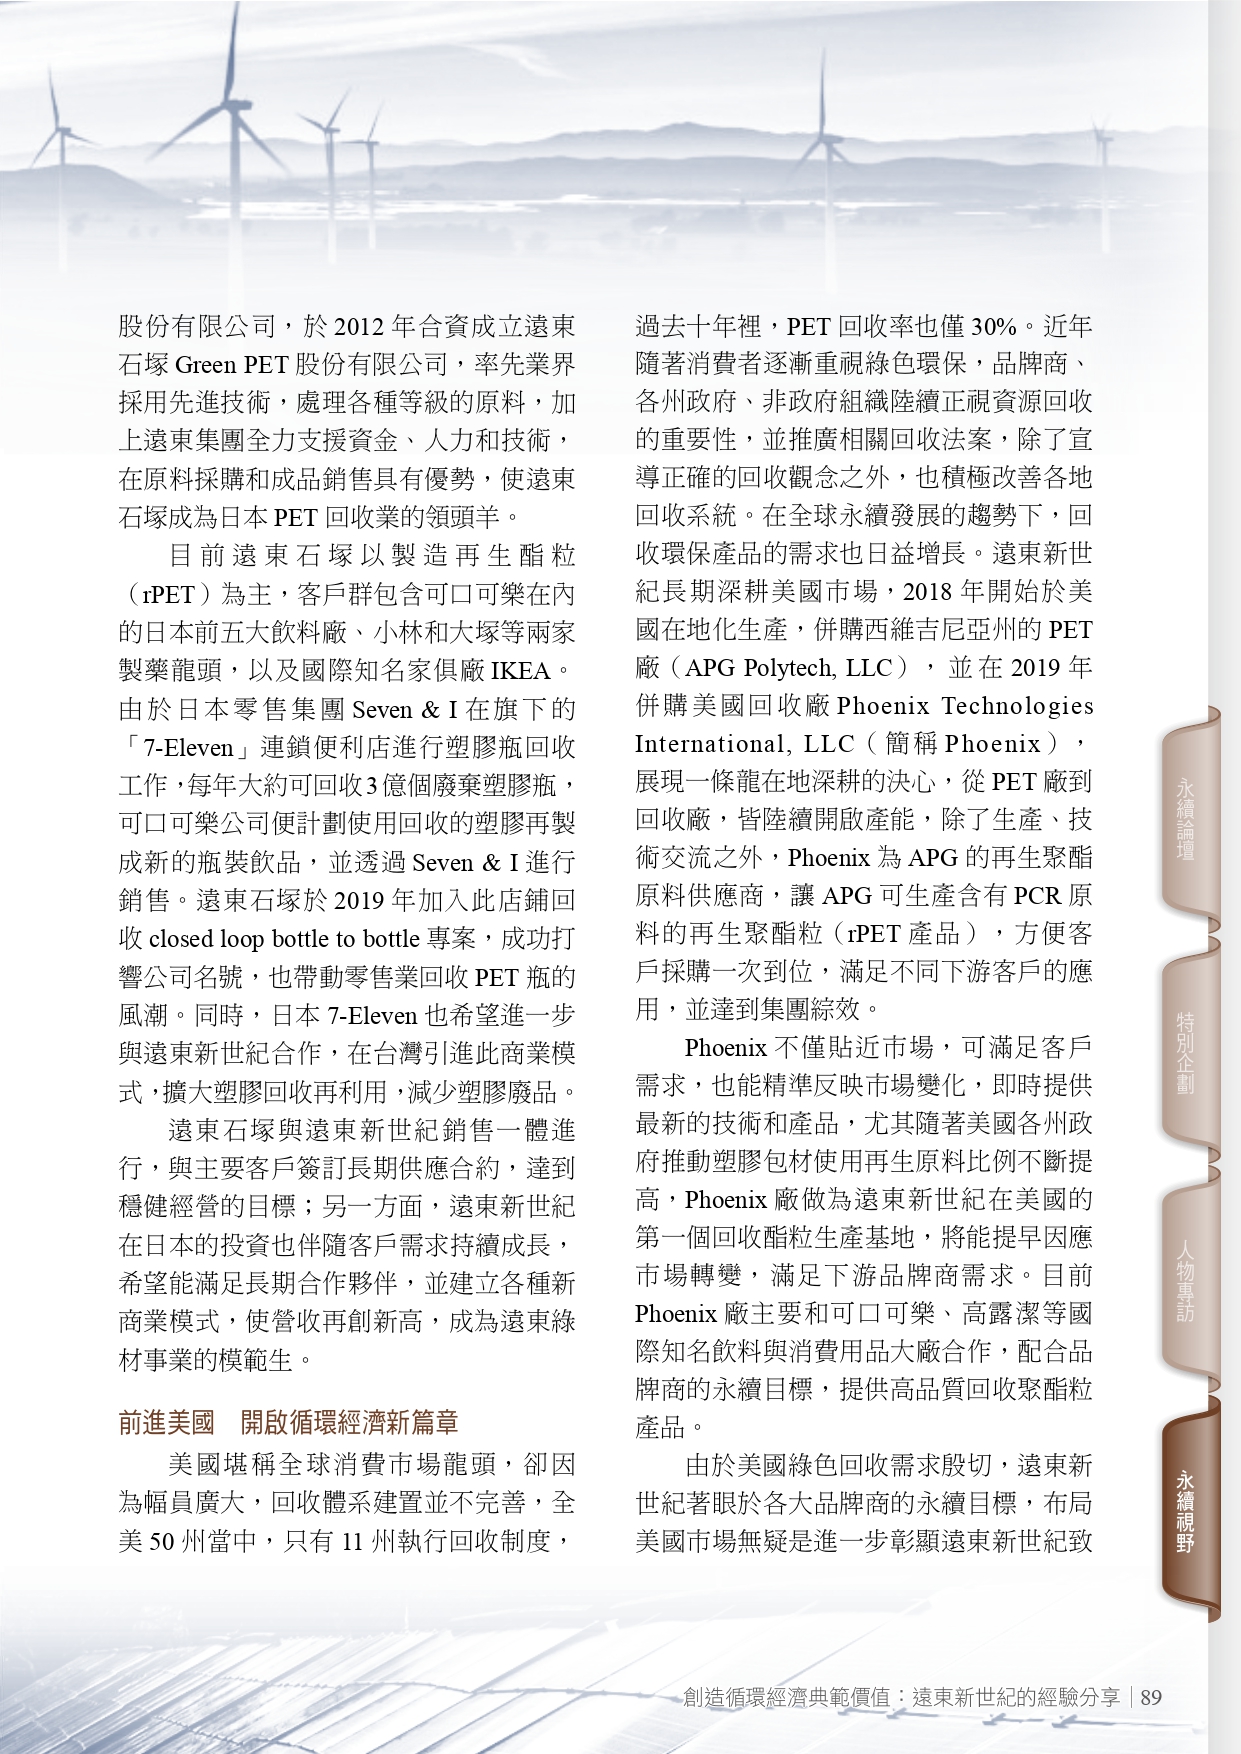 股份有限公司，於 2012 年合資成立遠東
石塚 Green PET 股份有限公司，率先業界
採用先進技術，處理各種等級的原料，加
上遠東集團全力支援資金、人力和技術，
在原料採購和成品銷售具有優勢，使遠東
石塚成為日本 PET 回收業的領頭羊。
目前遠東石塚以製造再生酯粒
（rPET）為主，客戶群包含可口可樂在內
的日本前五大飲料廠、小林和大塚等兩家
製藥龍頭，以及國際知名家俱廠 IKEA。
由於日本零售集團 Seven & I 在旗下的
「7-Eleven」連鎖便利店進行塑膠瓶回收
工作，每年大約可回收 3 億個廢棄塑膠瓶，
可口可樂公司便計劃使用回收的塑膠再製
成新的瓶裝飲品，並透過 Seven & I 進行
銷售。遠東石塚於 2019 年加入此店鋪回
收 closed loop bottle to bottle 專案，成功打
響公司名號，也帶動零售業回收 PET 瓶的
風潮。同時，日本 7-Eleven 也希望進一步
與遠東新世紀合作，在台灣引進此商業模
式，擴大塑膠回收再利用，減少塑膠廢品。
遠東石塚與遠東新世紀銷售一體進
行，與主要客戶簽訂長期供應合約，達到
穩健經營的目標；另一方面，遠東新世紀
在日本的投資也伴隨客戶需求持續成長，
希望能滿足長期合作夥伴，並建立各種新
商業模式，使營收再創新高，成為遠東綠
材事業的模範生。
前進美國　開啟循環經濟新篇章
美國堪稱全球消費市場龍頭，卻因
為幅員廣大，回收體系建置並不完善，全
美 50 州當中，只有 11 州執行回收制度，
過去十年裡，PET 回收率也僅 30%。近年
隨著消費者逐漸重視綠色環保，品牌商、
各州政府、非政府組織陸續正視資源回收
的重要性，並推廣相關回收法案，除了宣
導正確的回收觀念之外，也積極改善各地
回收系統。在全球永續發展的趨勢下，回
收環保產品的需求也日益增長。遠東新世
紀長期深耕美國市場，2018 年開始於美
國在地化生產，併購西維吉尼亞州的 PET
廠（APG Polytech, LLC），並在 2019 年
併購美國回收廠 Phoenix Technologies
International, LLC（簡稱 Phoenix），
展現一條龍在地深耕的決心，從 PET 廠到
回收廠，皆陸續開啟產能，除了生產、技
術交流之外，Phoenix 為 APG 的再生聚酯
原料供應商，讓 APG 可生產含有 PCR 原
料的再生聚酯粒（rPET 產品），方便客
戶採購一次到位，滿足不同下游客戶的應
用，並達到集團綜效。
Phoenix 不僅貼近市場，可滿足客戶
需求，也能精準反映市場變化，即時提供
最新的技術和產品，尤其隨著美國各州政
府推動塑膠包材使用再生原料比例不斷提
高，Phoenix 廠做為遠東新世紀在美國的
第一個回收酯粒生產基地，將能提早因應
市場轉變，滿足下游品牌商需求。目前
Phoenix 廠主要和可口可樂、高露潔等國
際知名飲料與消費用品大廠合作，配合品
牌商的永續目標，提供高品質回收聚酯粒
產品。
由於美國綠色回收需求殷切，遠東新
世紀著眼於各大品牌商的永續目標，布局
美國市場無疑是進一步彰顯遠東新世紀致
永續論壇
特別企劃
人物專訪
永續視野
創造循環經濟典範價值：遠東新世紀的經驗分享｜89